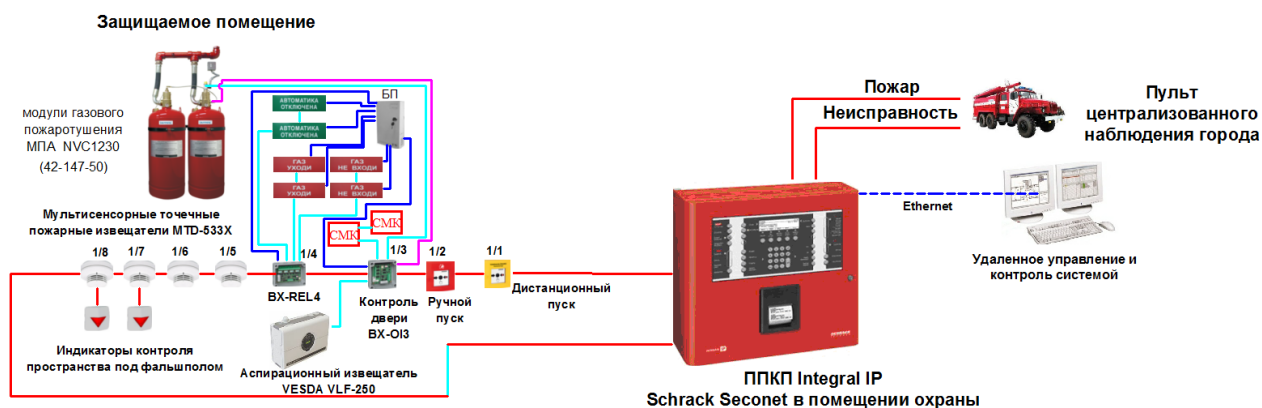 Защищаемое помещение
модули газового
пожаротушения
МПА NVC1230
(42-147-50)
БП
АВТОМАТИКА
ОТКЛЮЧЕНА
АВТОМАТИКА
ОТКЛЮЧЕНА
ГАЗ
УХОДИ
ГАЗ
НЕ ВХОДИ
ГАЗ
УХОДИ
ГАЗ
НЕ ВХОДИ
Мультисенсорные точечные
пожарные извещатели MTD-533X
СМК
СМК
1/8
1/7
1/6
1/5
1/4
1/3
1/2
1/1
BX-REL4
Контроль
двери
BX-OI3
Ручной
пуск
Дистанционный
пуск
Индикаторы контроля
пространства под фальшполом
Аспирационный извещатель
VESDA VLF-250
Пожар
Неисправность
Пульт
централизованного
наблюдения города
Ethernet
Удаленное управление и
контроль системой
ППКП Integral IP
Schrack Seconet в помещении охраны